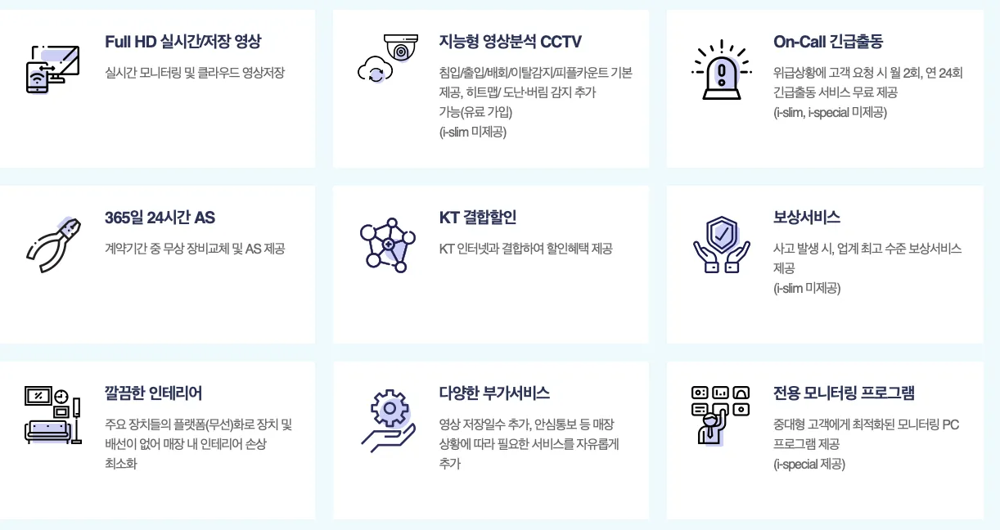 Full HD 실시간/저장 영상
실시간 모니터링 및 클라우드 영상저장
지능형 영상분석 CCTV
침입/출입/배회/이탈감지/피플카운트 기본
제공, 히트맵/ 도난·버림 감지 추가
가능(유료 가입)
(i-slim 미제공)
On-Call 긴급출동
위급상황에 고객 요청 시 월 2회, 연 24회
긴급출동 서비스 무료 제공
(i-slim, i-special 미제공)
365일 24시간 AS
계약기간 중 무상 장비교체 및 AS 제공
KT 결합할인
KT 인터넷과 결합하여 할인혜택 제공
보상서비스
사고 발생 시, 업계 최고 수준 보상서비스
제공
(i-slim 미제공)
깔끔한 인테리어
주요 장치들의 플랫폼(무선)화로 장치 및
배선이 없어 매장 내 인테리어 손상
최소화
다양한 부가서비스
영상 저장일수 추가, 안심통보 등 매장
상황에 따라 필요한 서비스를 자유롭게
추가
전용 모니터링 프로그램
중대형 고객에게 최적화된 모니터링 PC
프로그램 제공
(i-special 제공)